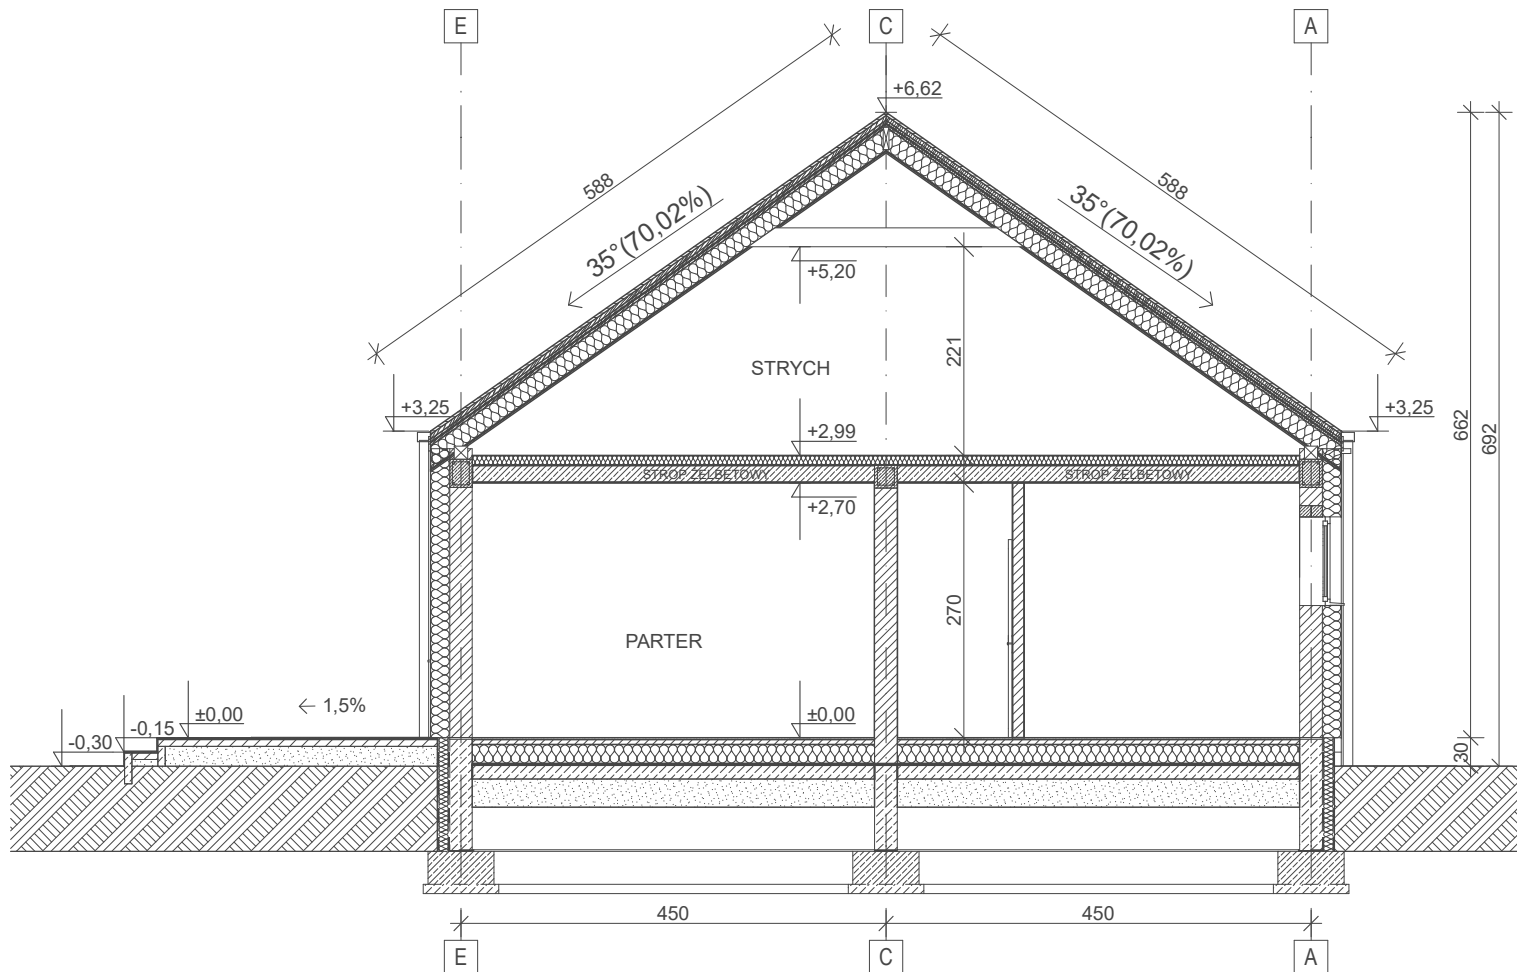 E
C
A
+6,62
588
588
35°(70,02%)
35°(70,02%)
+5,20
221
STRYCH
+3,25
+3,25
662
692
+2,99
STROP ŻELBETOWY
STROP ŻELBETOWY
+2,70
270
PARTER
← 1,5%
±0,00
±0,00
-0,15
-0,30
30
450
450
E
C
A